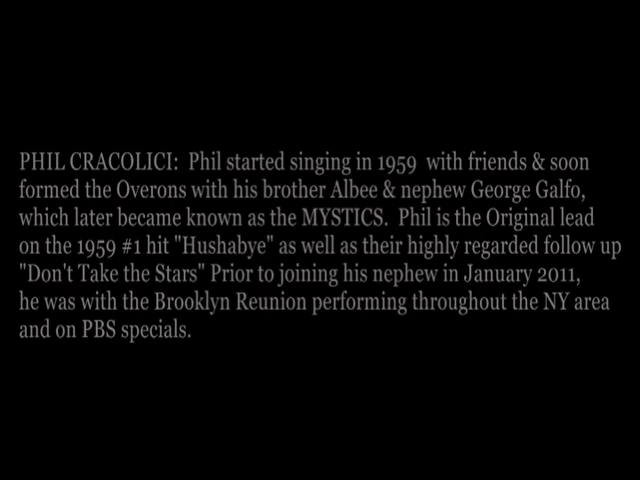 PHIL CRACOLICI:  Phil started singing in 1959  with friends & soon
formed the Overons with his brother Albee & nephew George Galfo,
which later became known as the MYSTICS.  Phil is the Original lead
on the 1959 #1 hit "Hushabye" as well as their highly regarded follow up
"Don't Take the Stars" Prior to joining his nephew in January 2011,
he was with the Brooklyn Reunion performing throughout the NY area
and on PBS specials.